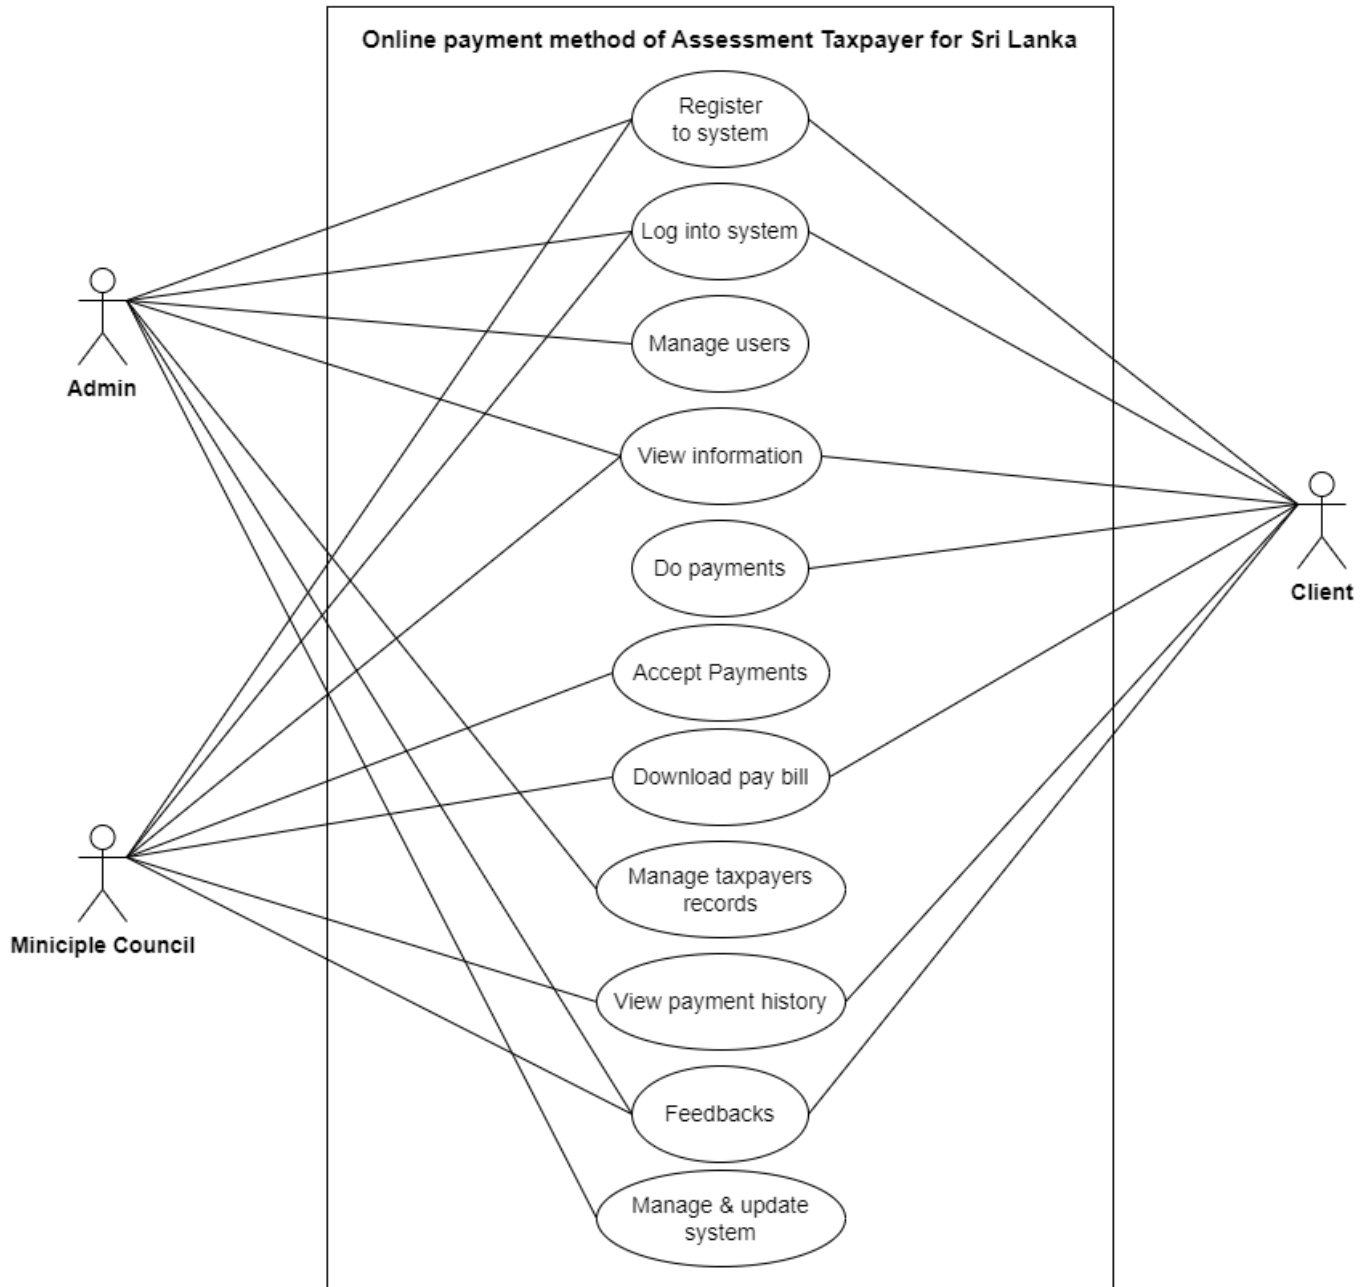 Online payment method of Assessment Taxpayer for Sri Lanka
Register
to system
Log into system
Manage users
Admin
View information
Do payments
Client
Accept Payments
Download pay bill
Manage taxpayers
records
Miniciple Council
View payment history
Feedbacks
Manage & update
system